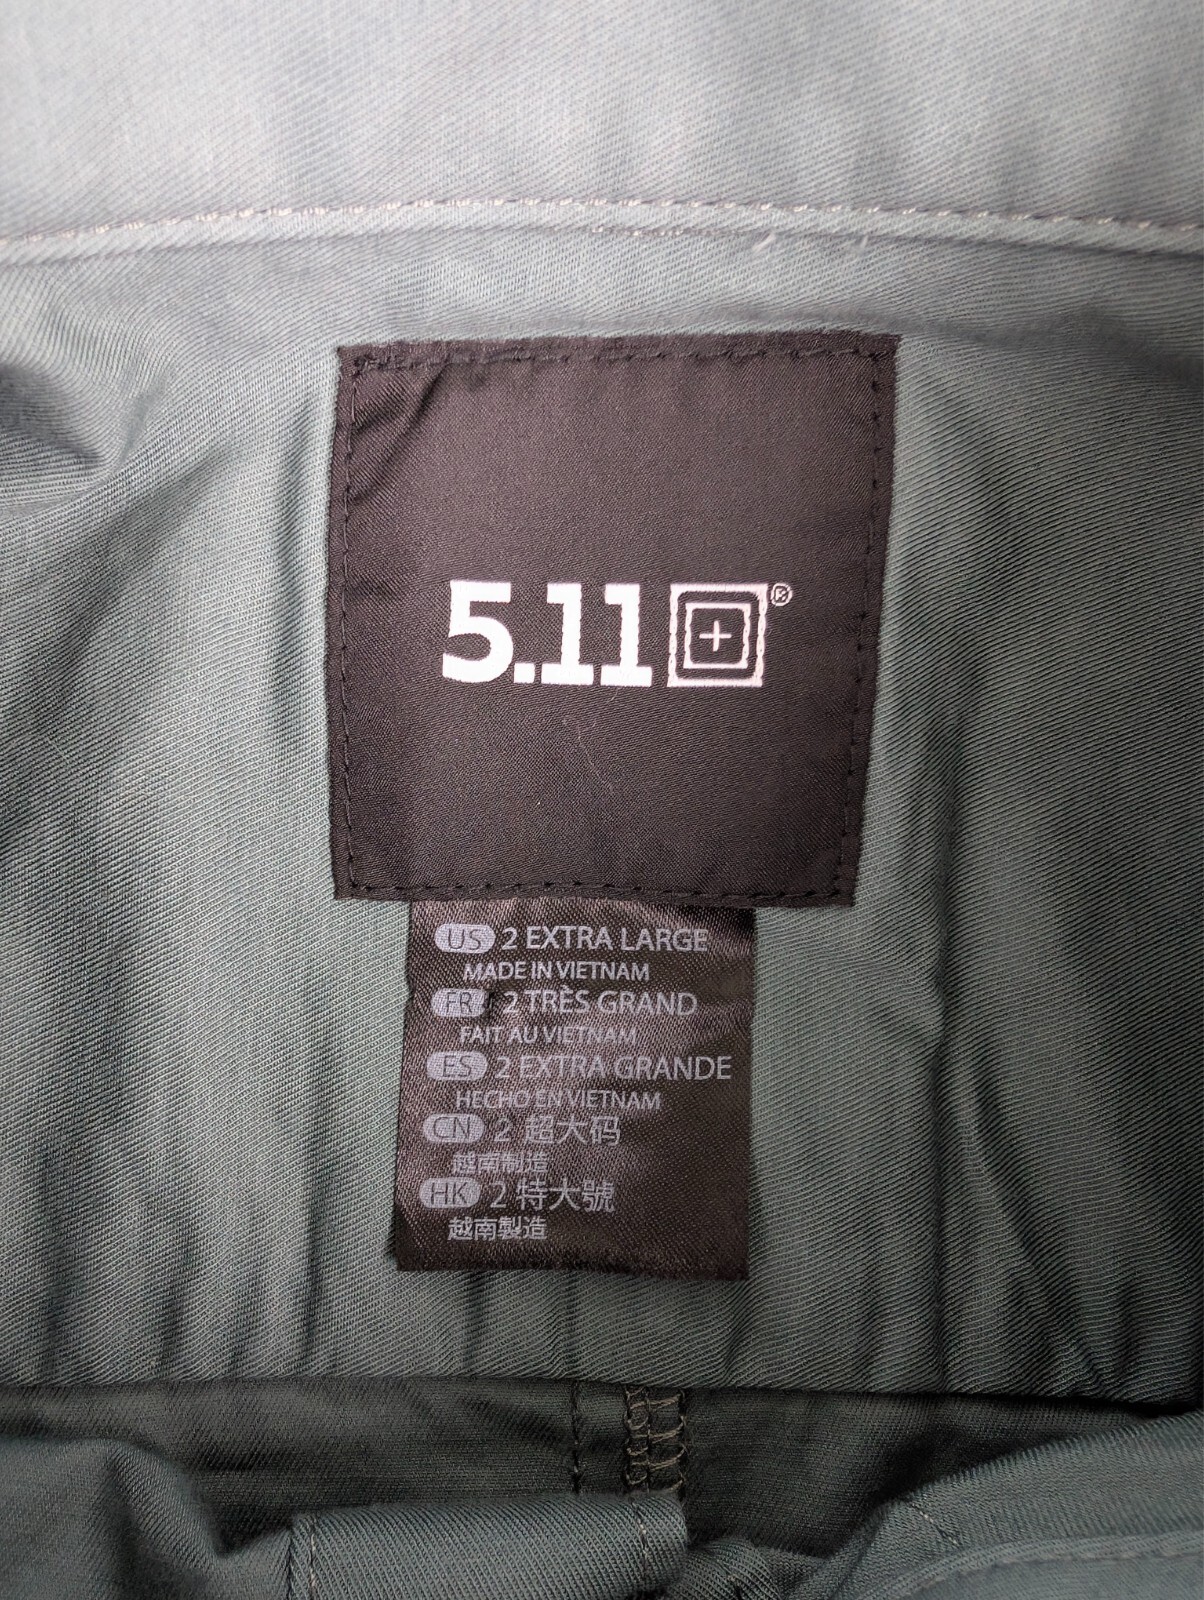 5.11®
US 2 EXTRA LARGE
MADE IN VIETNAM
FR 2 TRÈS GRAND
FAIT AU VIETNAM
ES 2 EXTRA GRANDE
HECHO EN VIETNAM
CN 2 超大码
越南制造
HK 2 特大號
越南製造